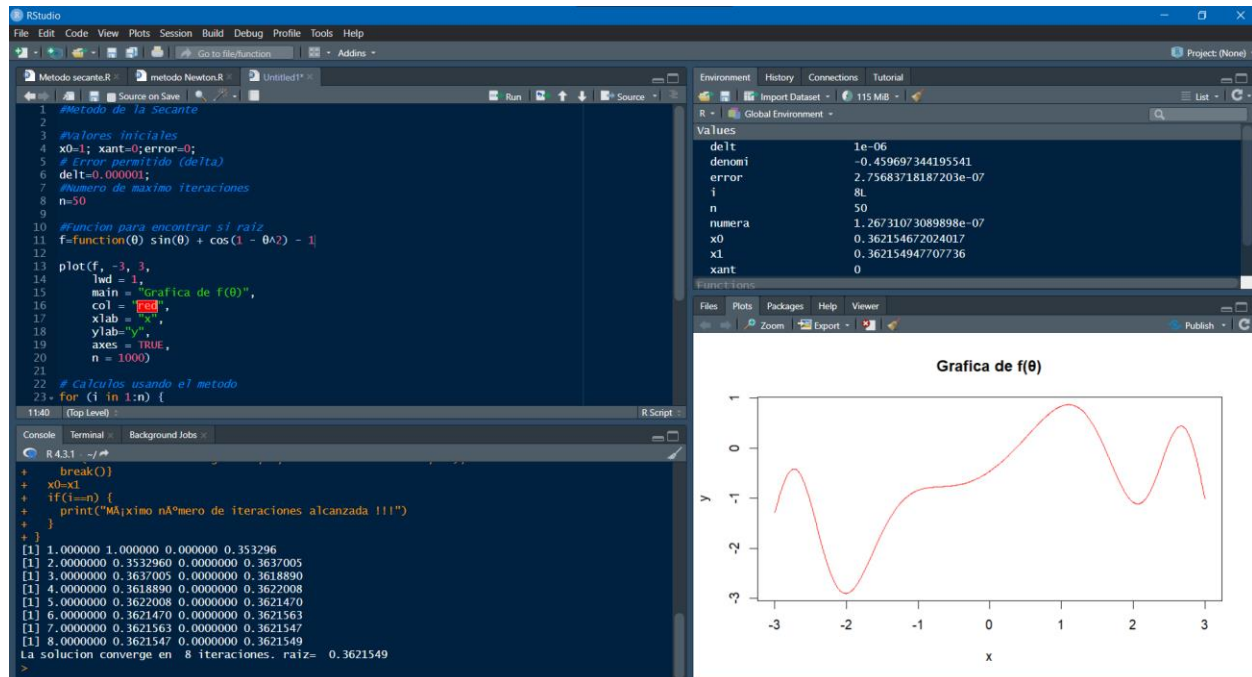 RStudio
File Edit Code View Plots Session Build Debug Profile Tools Help
Go to file/function Addins Project: (None)
Metodo secante.R metodo Newton.R Untitled1*
Source on Save Run Source
1 #Metodo de la Secante
2
3 #Valores iniciales
4 x0=1; xant=0;error=0;
5 # Error permitido (delta)
6 delt=0.000001;
7 #Numero de maximo iteraciones
8 n=50
9
10 #Funcion para encontrar sí raiz
11 f=function(θ) sin(θ) + cos(1 - θ^2) - 1
12
13 plot(f, -3, 3,
14 lwd = 1,
15 main = "Grafica de f(θ)",
16 col = "red",
17 xlab = "x",
18 ylab="y",
19 axes = TRUE,
20 n = 1000)
21
22 # Calculos usando el metodo
23 for (i in 1:n) {
11:40 (Top Level) R Script
Console Terminal Background Jobs
R 4.3.1 · ~/
+ break()}
+ x0=x1
+ if(i==n) {
+ print("MÃ¡ximo nÃºmero de iteraciones alcanzada !!!")
+ }
+ }
[1] 1.000000 1.000000 0.000000 0.353296
[1] 2.0000000 0.3532960 0.0000000 0.3637005
[1] 3.0000000 0.3637005 0.0000000 0.3618890
[1] 4.0000000 0.3618890 0.0000000 0.3622008
[1] 5.0000000 0.3622008 0.0000000 0.3621470
[1] 6.0000000 0.3621470 0.0000000 0.3621563
[1] 7.0000000 0.3621563 0.0000000 0.3621547
[1] 8.0000000 0.3621547 0.0000000 0.3621549
La solucion converge en 8 iteraciones. raiz= 0.3621549
>
Environment History Connections Tutorial
Import Dataset 115 MiB List
R Global Environment
Values
delt 1e-06
denomi -0.459697344195541
error 2.75683718187203e-07
i 8L
n 50
numera 1.26731073089898e-07
x0 0.362154672024017
x1 0.362154947707736
xant 0
Functions
Files Plots Packages Help Viewer
Zoom Export Publish
Grafica de f(θ)
y
1
0
-1
-2
-3
-3 -2 -1 0 1 2 3
x